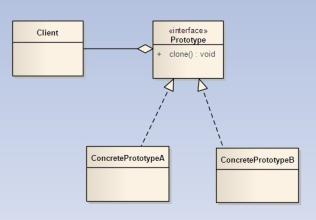 Client
«interface»
Prototype
+ clone() : void
ConcretePrototypeA
ConcretePrototypeB